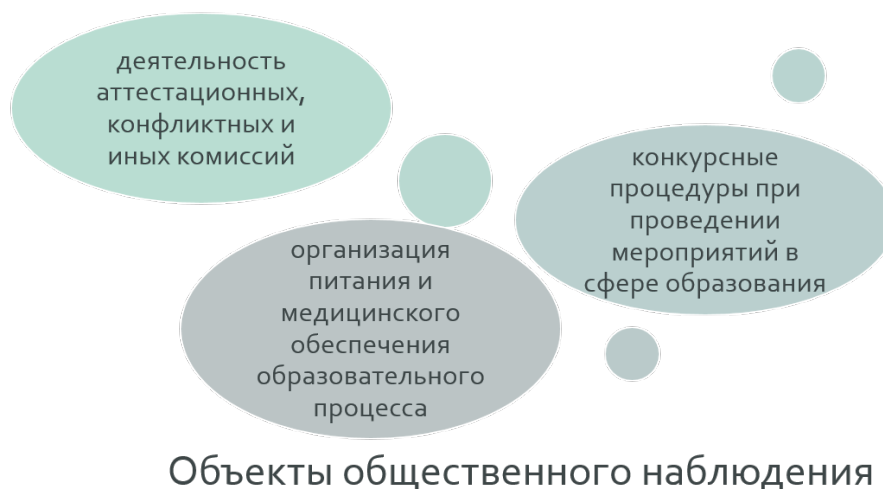 деятельность
аттестационных,
конфликтных и
иных комиссий
конкурсные
процедуры при
проведении
мероприятий в
сфере образования
организация
питания и
медицинского
обеспечения
образовательного
процесса
Объекты общественного наблюдения